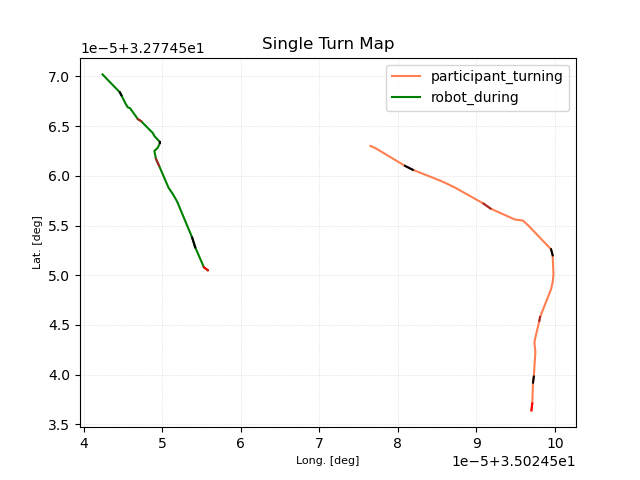 Single Turn Map
1e−5+3.27745e1
participant_turning
robot_during
7.0
6.5
6.0
5.5
5.0
4.5
4.0
3.5
Lat. [deg]
4 5 6 7 8 9 10
Long. [deg]
1e−5+3.50245e1